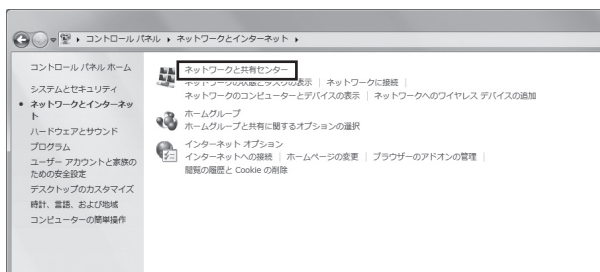 コントロール パネル ▸ ネットワークとインターネット ▸
コントロール パネル ホーム
システムとセキュリティ
ネットワークとインターネッ
ト
ハードウェアとサウンド
プログラム
ユーザー アカウントと家族の
ための安全設定
デスクトップのカスタマイズ
時計、言語、および地域
コンピューターの簡単操作
ネットワークと共有センター
ネットワークの状態とタスクの表示 | ネットワークに接続 |
ネットワークのコンピューターとデバイスの表示 | ネットワークへのワイヤレス デバイスの追加
ホームグループ
ホームグループと共有に関するオプションの選択
インターネット オプション
インターネットへの接続 | ホームページの変更 | ブラウザーのアドオンの管理 |
閲覧の履歴と Cookie の削除